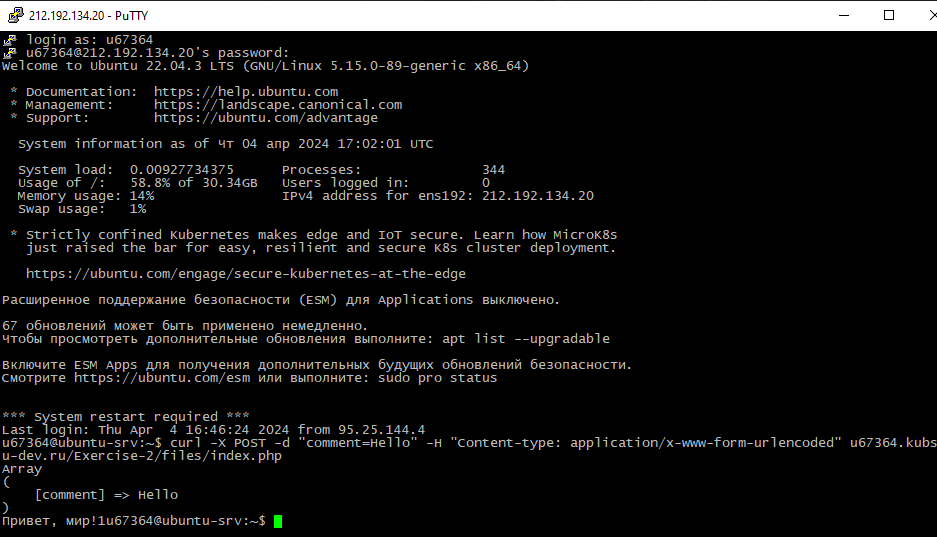 212.192.134.20 - PuTTY
login as: u67364
u67364@212.192.134.20's password:
Welcome to Ubuntu 22.04.3 LTS (GNU/Linux 5.15.0-89-generic x86_64)
* Documentation:  https://help.ubuntu.com
* Management:     https://landscape.canonical.com
* Support:        https://ubuntu.com/advantage
System information as of Чт 04 апр 2024 17:02:01 UTC
System load:  0.00927734375      Processes:               344
Usage of /:   58.8% of 30.34GB   Users logged in:         0
Memory usage: 14%                IPv4 address for ens192: 212.192.134.20
Swap usage:   1%
* Strictly confined Kubernetes makes edge and IoT secure. Learn how MicroK8s
just raised the bar for easy, resilient and secure K8s cluster deployment.
https://ubuntu.com/engage/secure-kubernetes-at-the-edge
Расширенное поддержание безопасности (ESM) для Applications выключено.
67 обновлений может быть применено немедленно.
Чтобы просмотреть дополнительные обновления выполните: apt list --upgradable
Включите ESM Apps для получения дополнительных будущих обновлений безопасности.
Смотрите https://ubuntu.com/esm или выполните: sudo pro status
*** System restart required ***
Last login: Thu Apr  4 16:46:24 2024 from 95.25.144.4
u67364@ubuntu-srv:~$ curl -X POST -d "comment=Hello" -H "Content-type: application/x-www-form-urlencoded" u67364.kubs
u-dev.ru/Exercise-2/files/index.php
Array
(
[comment] => Hello
)
Привет, мир!1u67364@ubuntu-srv:~$